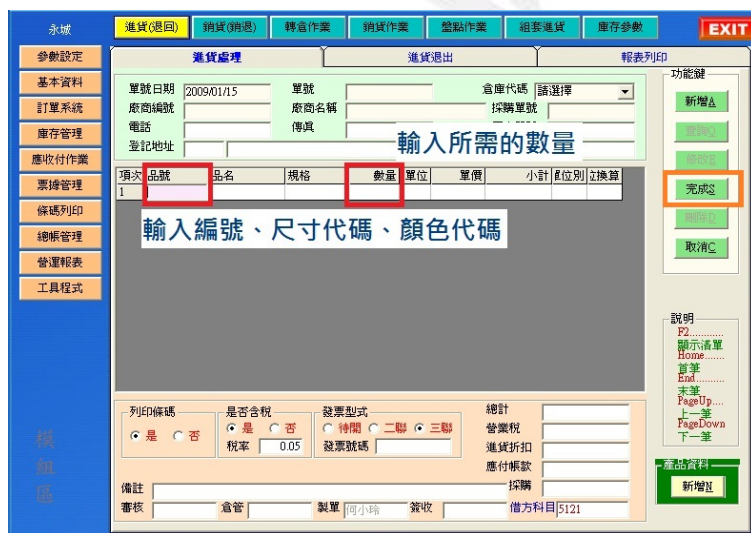 永城
進貨(退回) 銷貨(銷退) 轉倉作業 銷貨作業 盤點作業 組套進貨 庫存參數 EXIT
參數設定
基本資料
訂單系統
庫存管理
應收付作業
票據管理
條碼列印
總帳管理
營運報表
工具程式
模
組
區
進貨處理 進貨退出 報表列印
單號日期 2009/01/15 單號 倉庫代碼 請選擇
廠商編號 廠商名稱 採購單號
電話 傳真
登記地址
輸入所需的數量
項次 品號 品名 規格 數量 單位 單價 小計
1
輸入編號、尺寸代碼、顏色代碼
功能鍵
新增A
查詢Q
修改E
完成S
刪除D
取消C
說明
F2............
顯示清單
Home.......
首筆
End..........
末筆
PageUp....
上一筆
PageDown
下一筆
列印條碼 是否含稅 發票型式 總計
是 否 是 否 待開 二聯 三聯 營業稅
稅率 0.05 發票號碼 進貨折扣
應付帳款
備註 採購
審核 倉管 製單 何小玲 簽收 借方科目 5121
產品資料
新增N